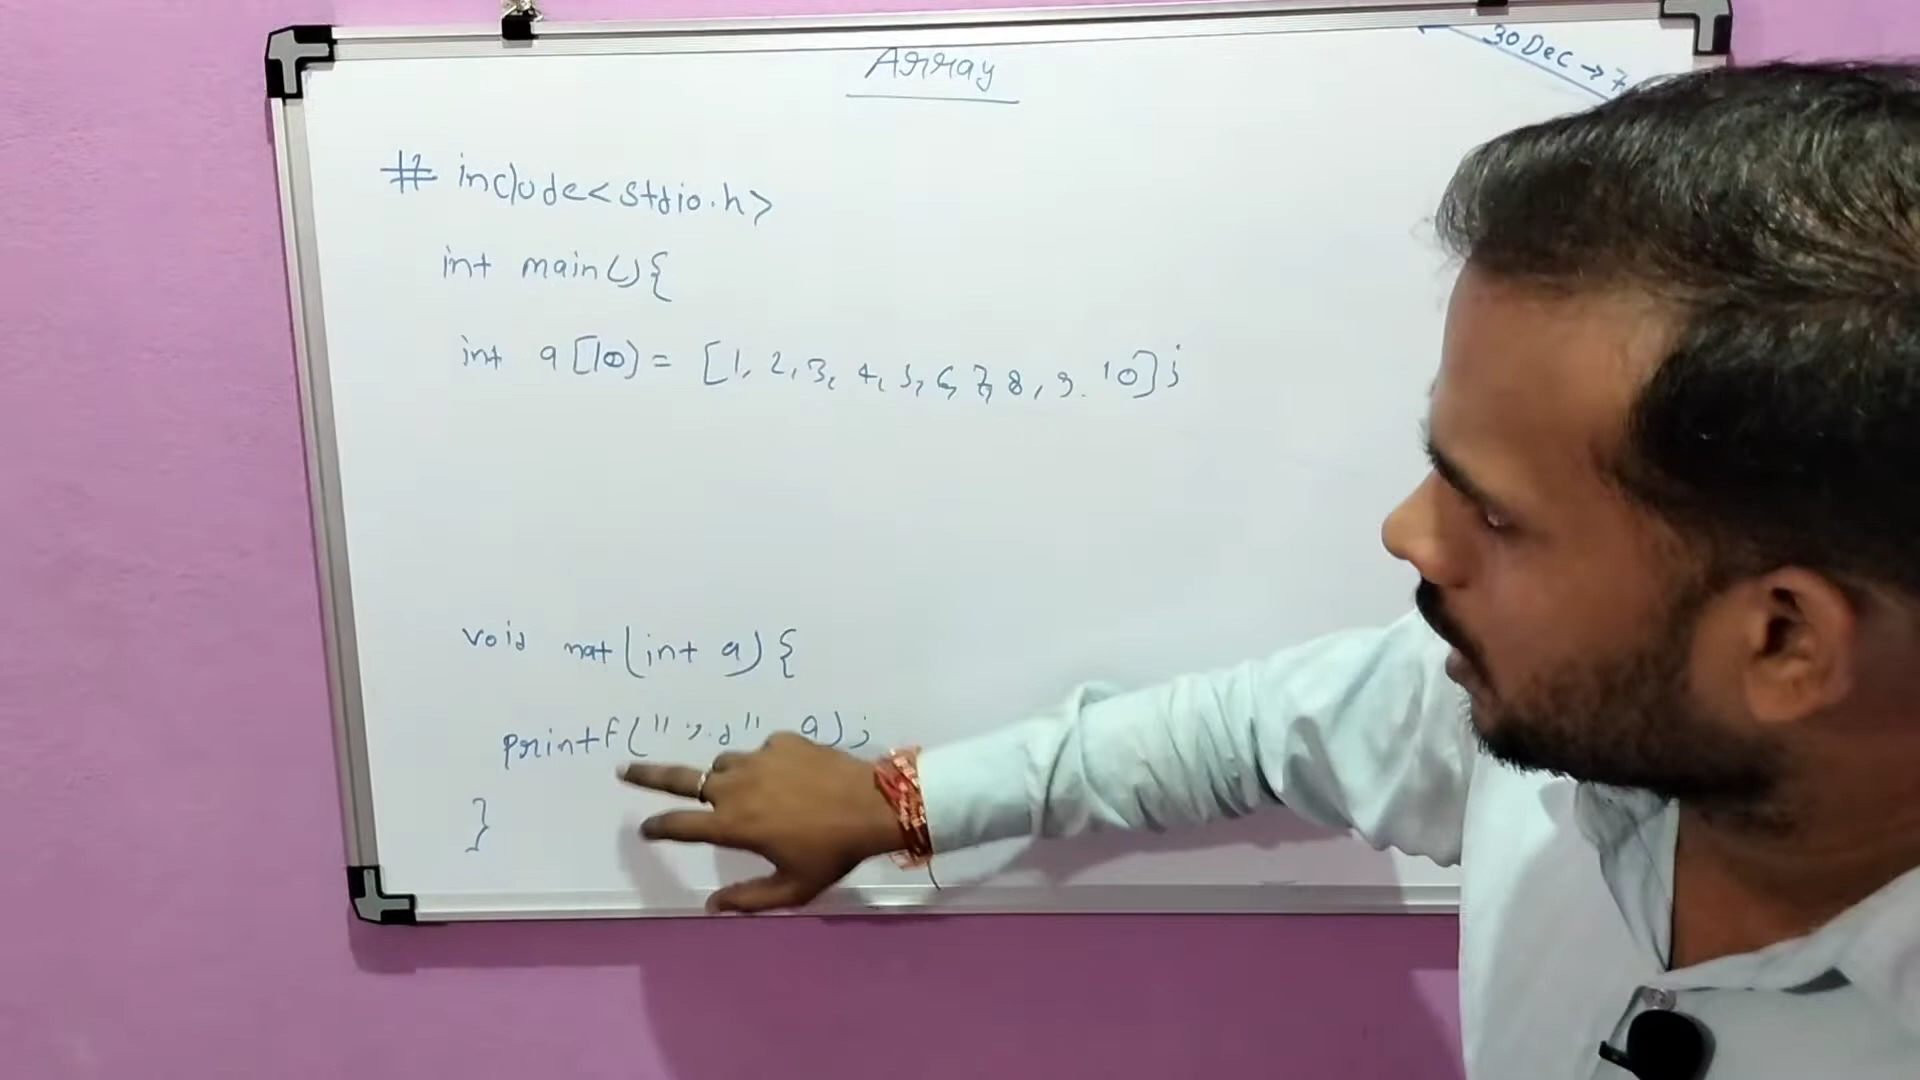 Array
30 Dec → 7
# include<stdio.h>
int main(){
int a[10] = [1, 2, 3, 4, 5, 6, 7, 8, 9. 10];
void nat(int a){
printf("%d" a);
}